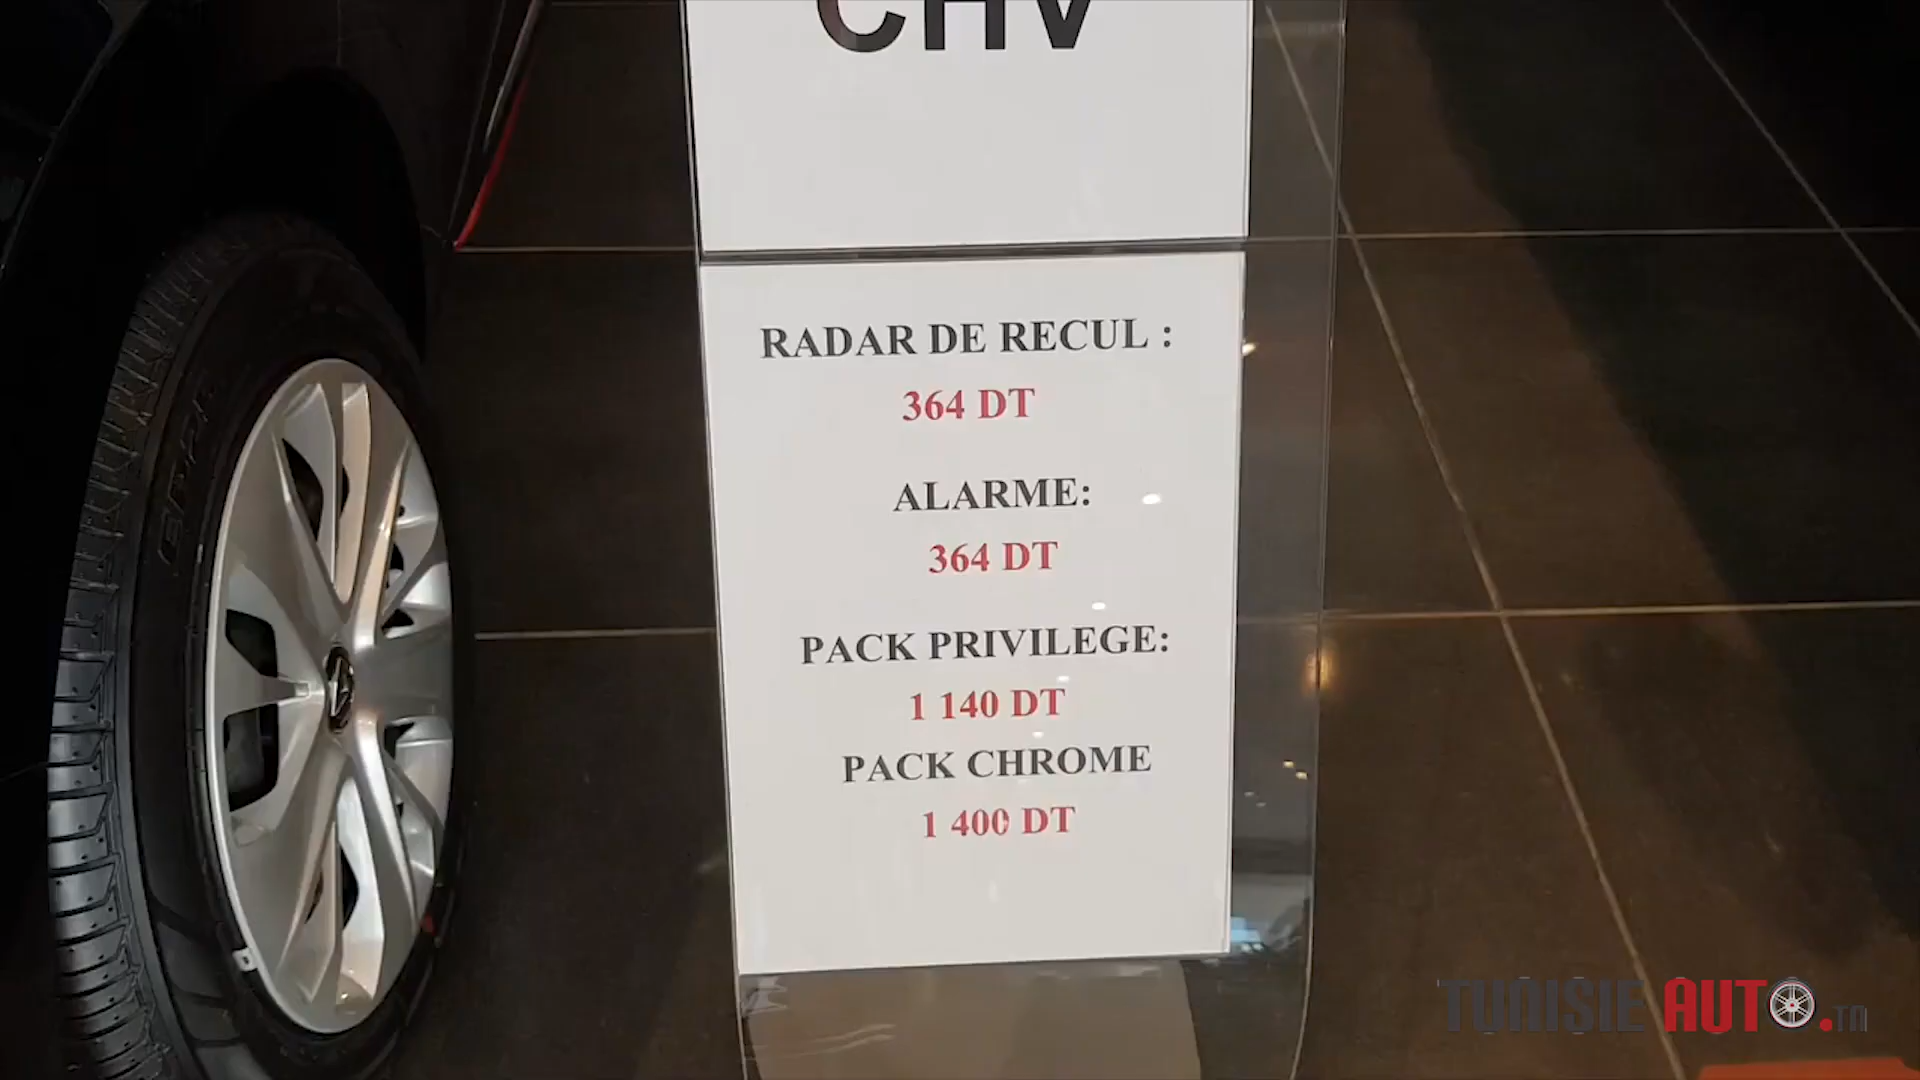 CHV
RADAR DE RECUL :
364 DT
ALARME:
364 DT
PACK PRIVILEGE:
1 140 DT
PACK CHROME
1 400 DT
TUNISIE AUTO.TN